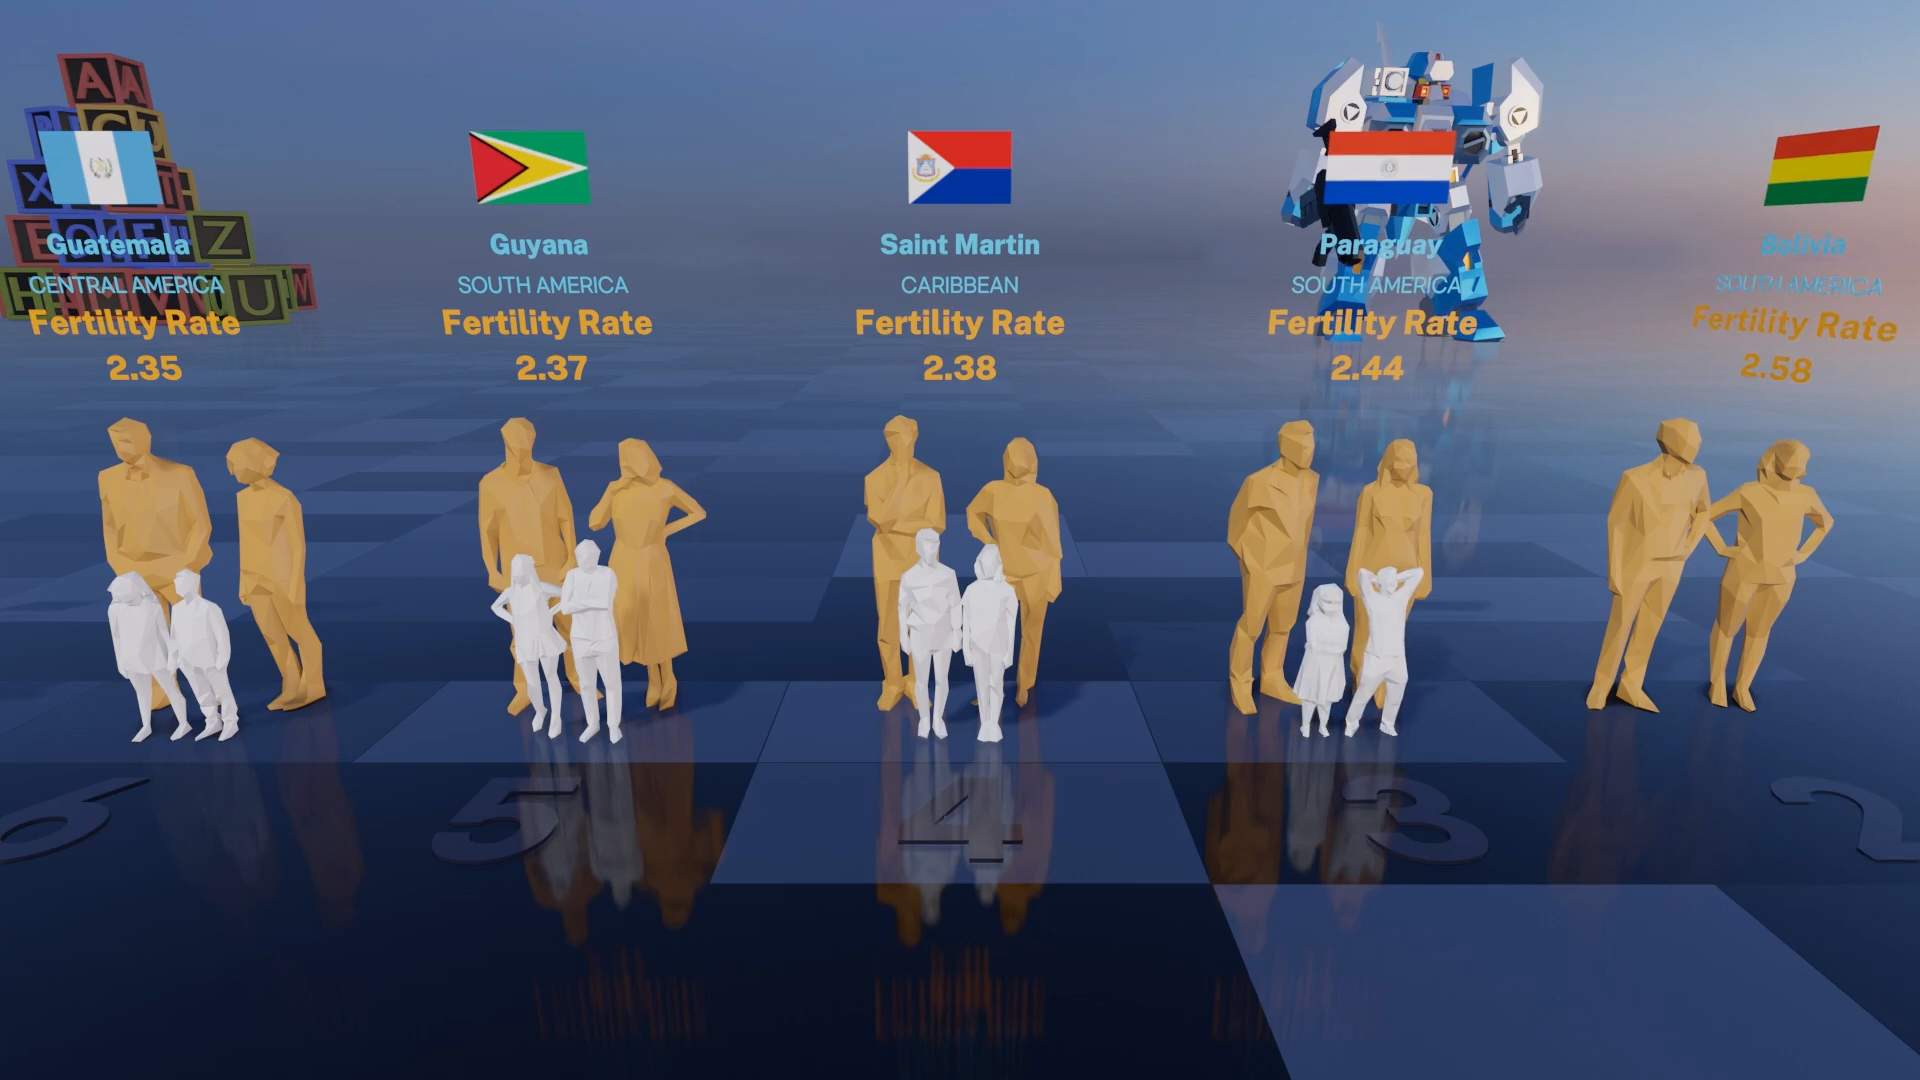 Guatemala
CENTRAL AMERICA
Fertility Rate
2.35
Guyana
SOUTH AMERICA
Fertility Rate
2.37
Saint Martin
CARIBBEAN
Fertility Rate
2.38
Paraguay
SOUTH AMERICA
Fertility Rate
2.44
Bolivia
SOUTH AMERICA
Fertility Rate
2.58
A A
Z
X
U W
6
5
4
3
2